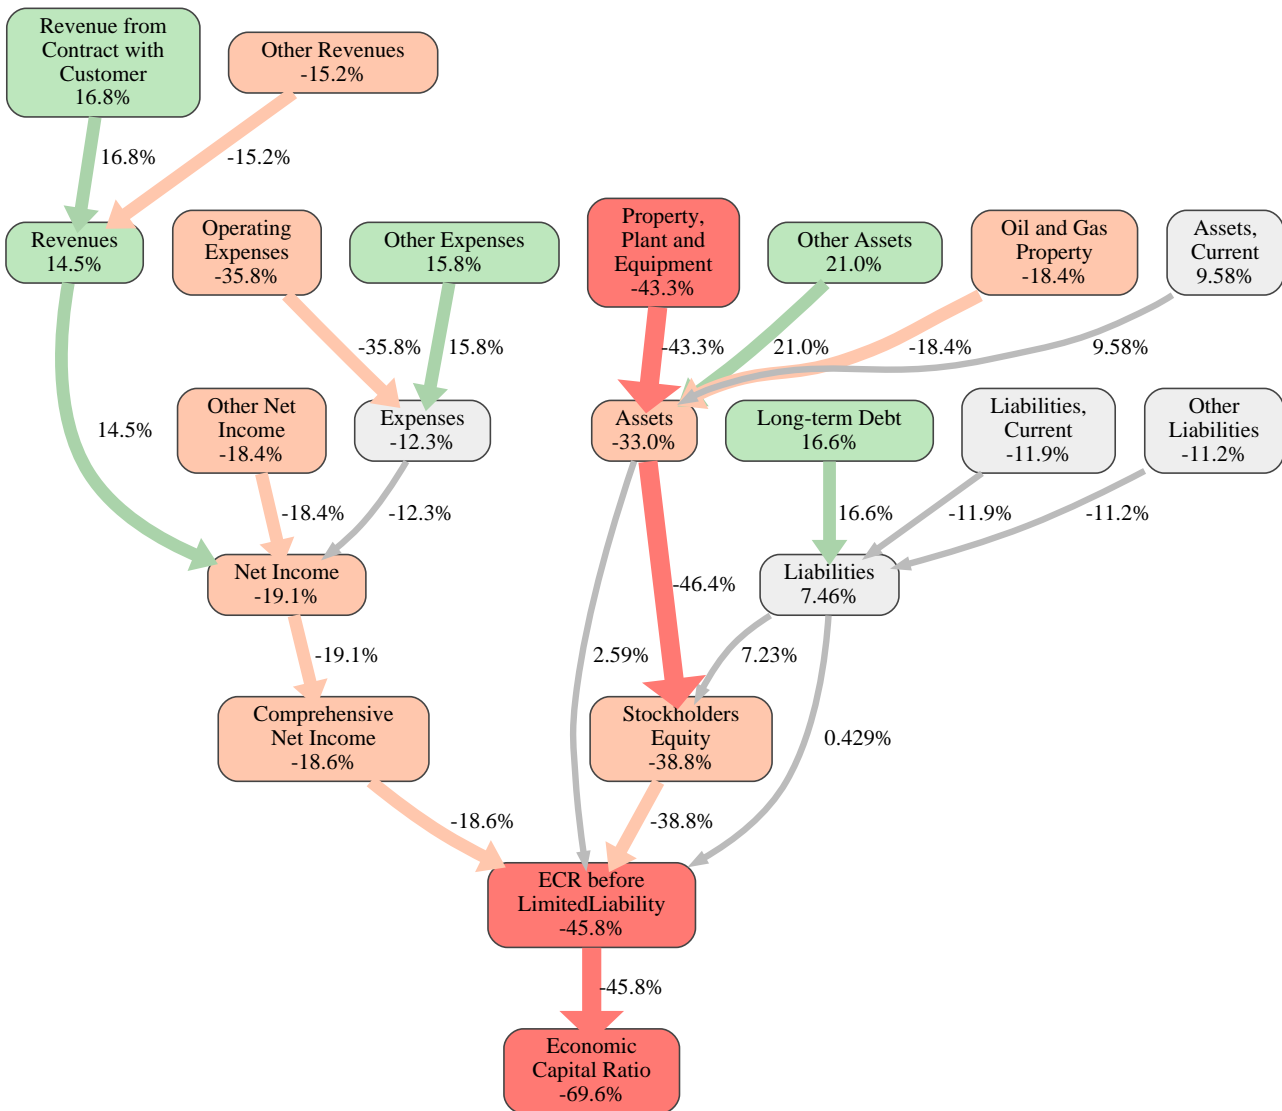 Revenue from
Contract with
Customer
16.8%
Other Revenues
-15.2%
16.8%
-15.2%
Revenues
14.5%
Operating
Expenses
-35.8%
Other Expenses
15.8%
Property,
Plant and
Equipment
-43.3%
Other Assets
21.0%
Oil and Gas
Property
-18.4%
Assets,
Current
9.58%
-35.8%
15.8%
-43.3%
21.0%
-18.4%
9.58%
14.5%
Other Net
Income
-18.4%
Expenses
-12.3%
Assets
-33.0%
Long-term Debt
16.6%
Liabilities,
Current
-11.9%
Other
Liabilities
-11.2%
-18.4%
-12.3%
16.6%
-11.9%
-11.2%
Net Income
-19.1%
-46.4%
Liabilities
7.46%
-19.1%
2.59%
7.23%
Comprehensive
Net Income
-18.6%
Stockholders
Equity
-38.8%
0.429%
-18.6%
-38.8%
ECR before
LimitedLiability
-45.8%
-45.8%
Economic
Capital Ratio
-69.6%